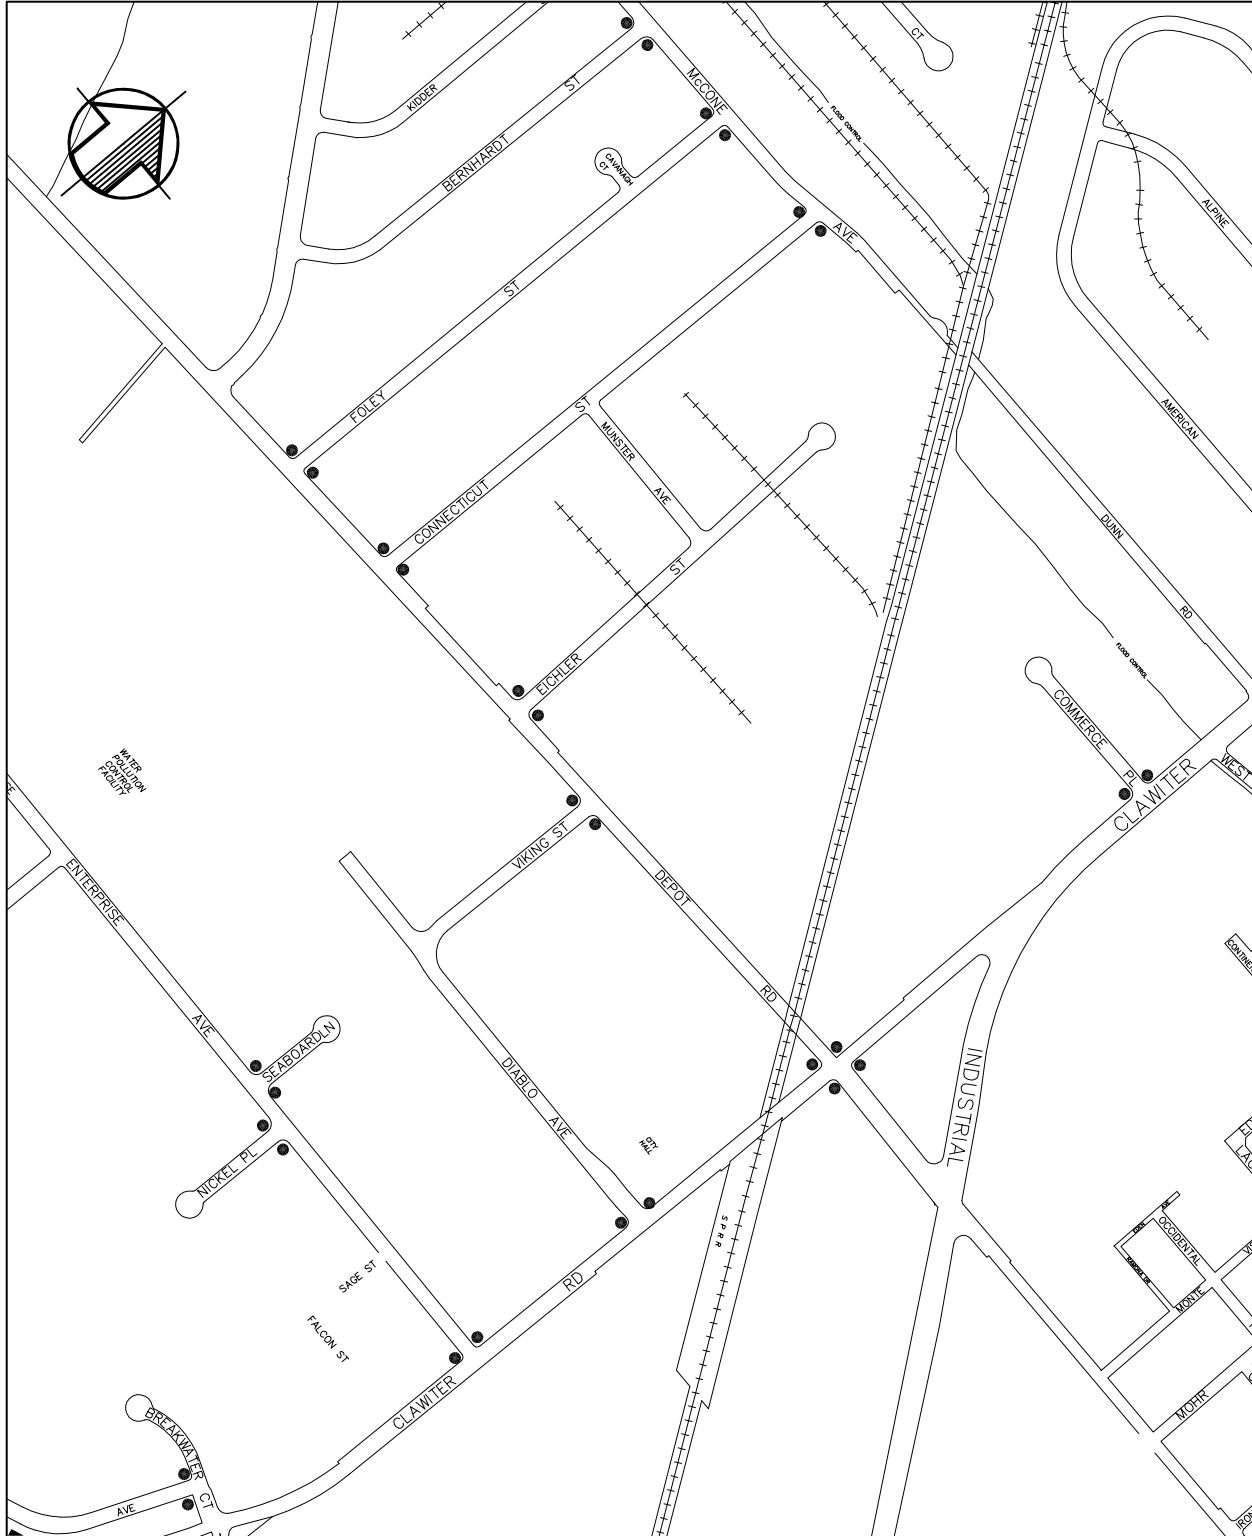 CT
KIDDER
McCONE
ST
FLOOD CONTROL
BERNHARDT
CAVANAGH
CT
ALPINE
AVE
ST
FOLEY
ST
AMERICAN
MUNSTER
CONNECTICUT
AVE
DUNN
ST
RD
EICHLER
FLOOD CONTROL
COMMERCE
PL
WATER
POLLUTION
CONTROL
FACILITY
WEST
CLAWITER
VIKING ST
DEPOT
ENTERPRISE
RD
AVE
SEABOARD LN
INDUSTRIAL
DIABLO
AVE
CITY
HALL
NICKEL PL
SPRR
OCCIDENTAL
SAGE ST
RD
MONTE
FALCON ST
CLAWITER
MOHR
BREAKWATER
CT
AVE